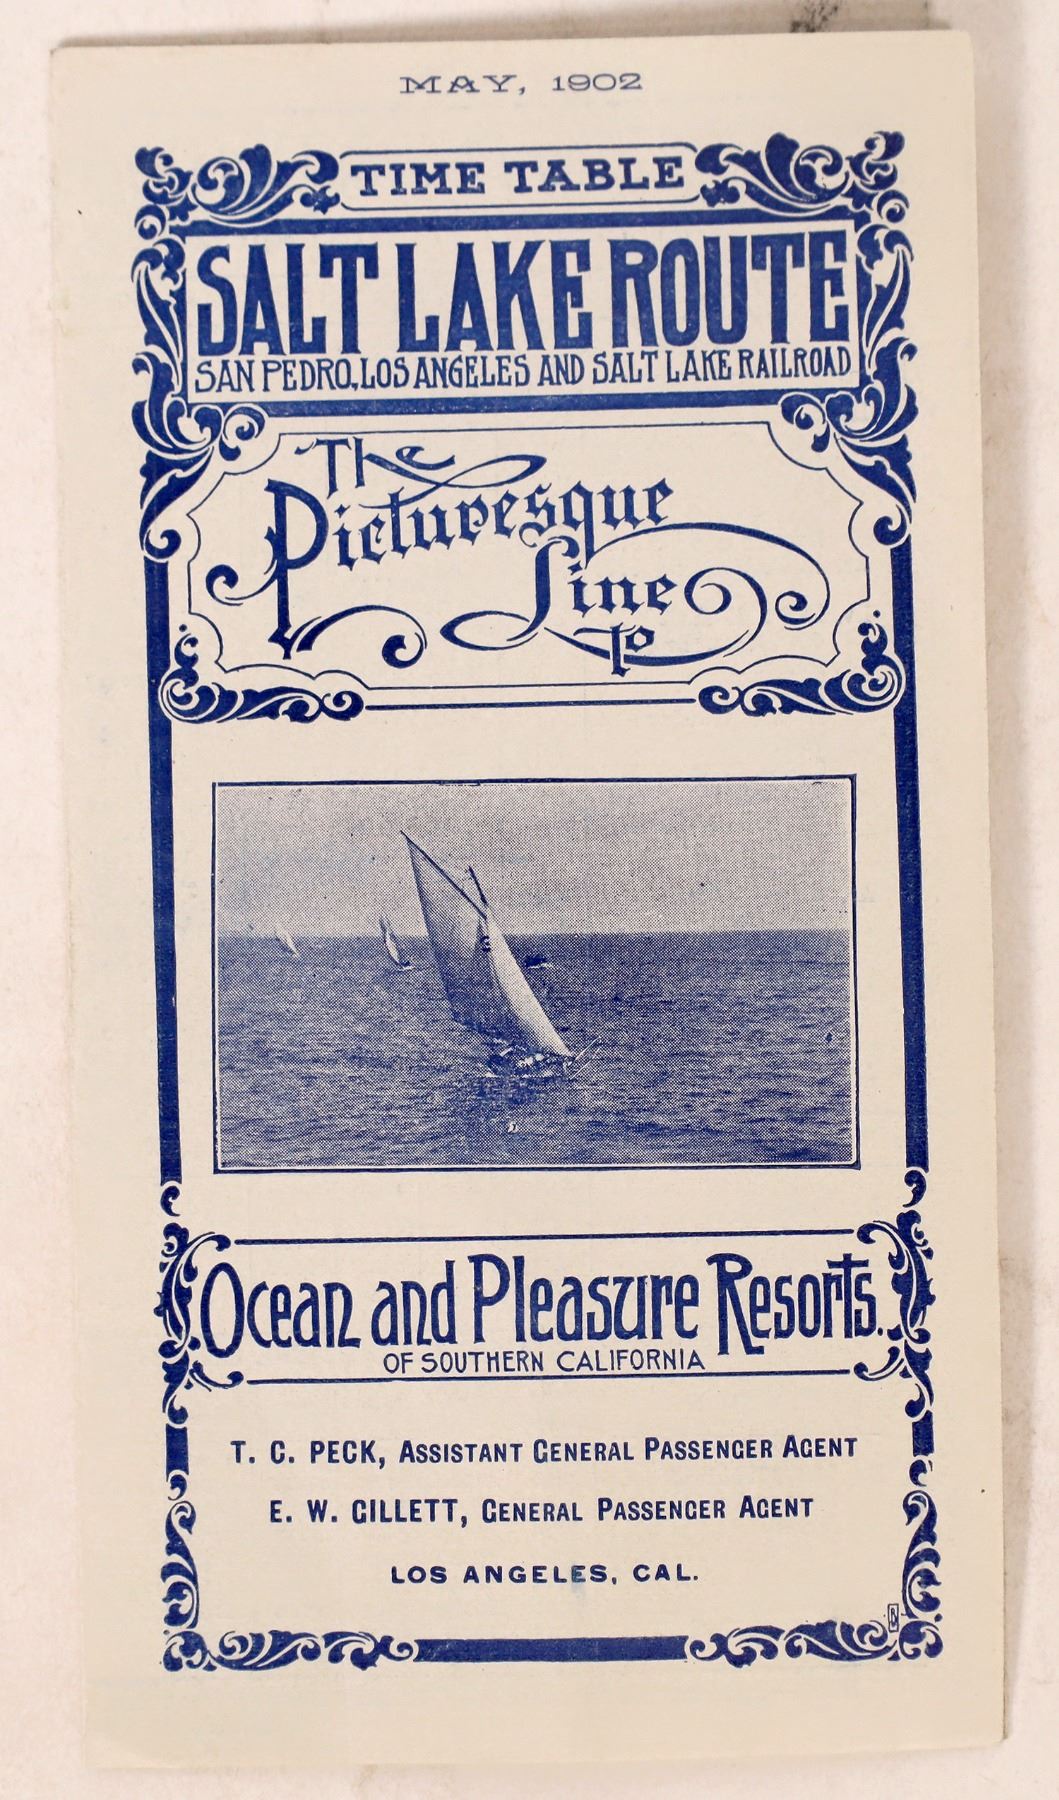 MAY, 1902
TIME TABLE
SALT LAKE ROUTE
SAN PEDRO, LOS ANGELES AND SALT LAKE RAILROAD
The
Picturesque
Line
to
3
Ocean and Pleasure Resorts.
OF SOUTHERN CALIFORNIA
T. C. PECK, ASSISTANT GENERAL PASSENGER AGENT
E. W. GILLETT, GENERAL PASSENGER AGENT
LOS ANGELES, CAL.